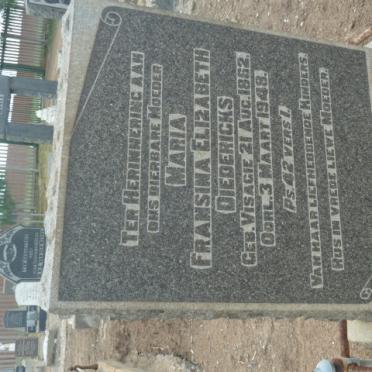 TER HERINNERING AAN
ONS DIERBARE MOEDER
MARIA
FRANSINA ELIZABETH
DIEDERICKS
GEB. VISAGE 21 AUG. 1862.
OORL. 3 MAART 1948.
PS. 62 VERS 1.
VAN HAAR LIEFHEBBENDE KINDERS.
RUS IN VREDE LIEWE MOEDER.